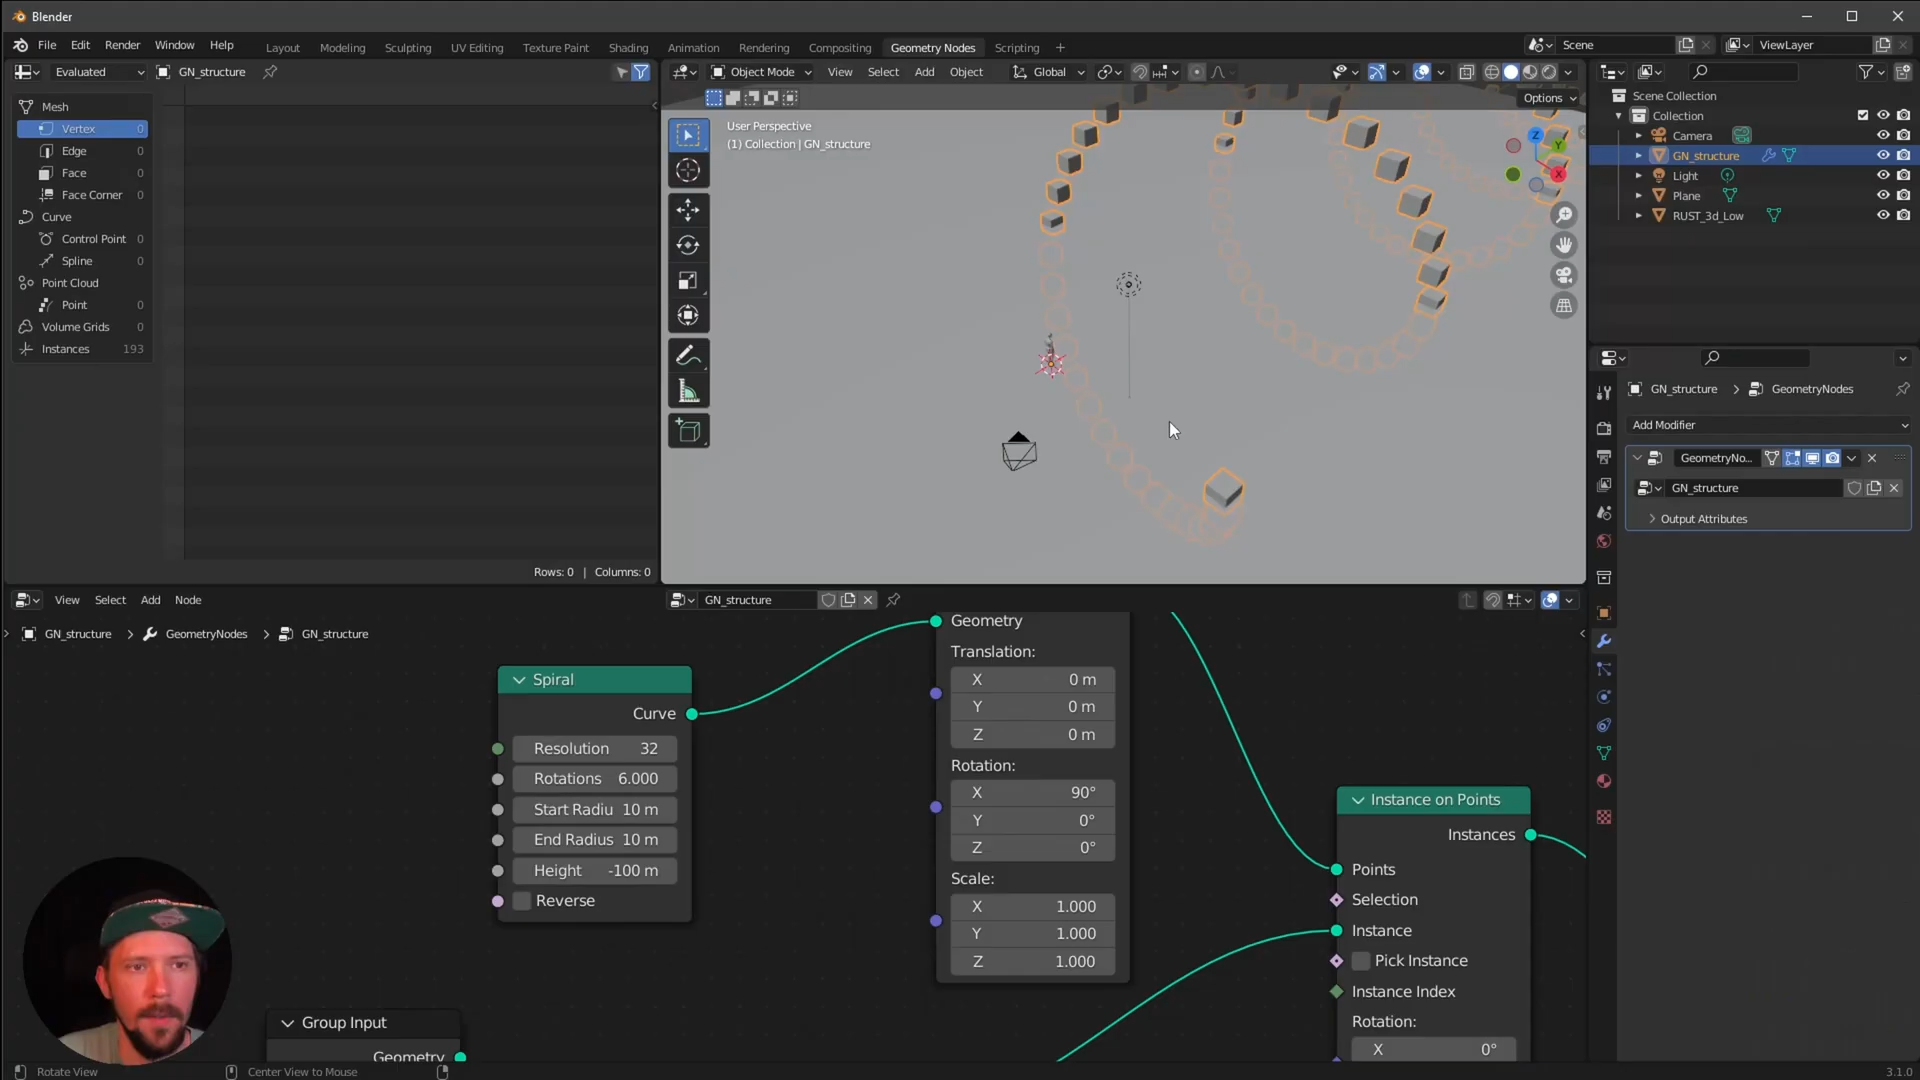 Blender
File Edit Render Window Help Layout Modeling Sculpting UV Editing Texture Paint Shading Animation Rendering Compositing Geometry Nodes Scripting + Scene ViewLayer
Evaluated GN_structure Object Mode View Select Add Object Global
Mesh
Vertex 0
Edge 0
Face 0
Face Corner 0
Curve
Control Point 0
Spline 0
Point Cloud
Point 0
Volume Grids 0
Instances 193
Rows: 0 | Columns: 0
Options
User Perspective
(1) Collection | GN_structure
Z
Y
X
Scene Collection
Collection
Camera
GN_structure
Light
Plane
RUST_3d_Low
GN_structure > GeometryNodes
Add Modifier
GeometryNo...
GN_structure
Output Attributes
View Select Add Node GN_structure
GN_structure > GeometryNodes > GN_structure
Spiral
Curve
Resolution 32
Rotations 6.000
Start Radiu 10 m
End Radius 10 m
Height -100 m
Reverse
Geometry
Translation:
X 0 m
Y 0 m
Z 0 m
Rotation:
X 90°
Y 0°
Z 0°
Scale:
X 1.000
Y 1.000
Z 1.000
Instance on Points
Instances
Points
Selection
Instance
Pick Instance
Instance Index
Rotation:
X 0°
Group Input
Geometry
Rotate View Center View to Mouse 3.1.0